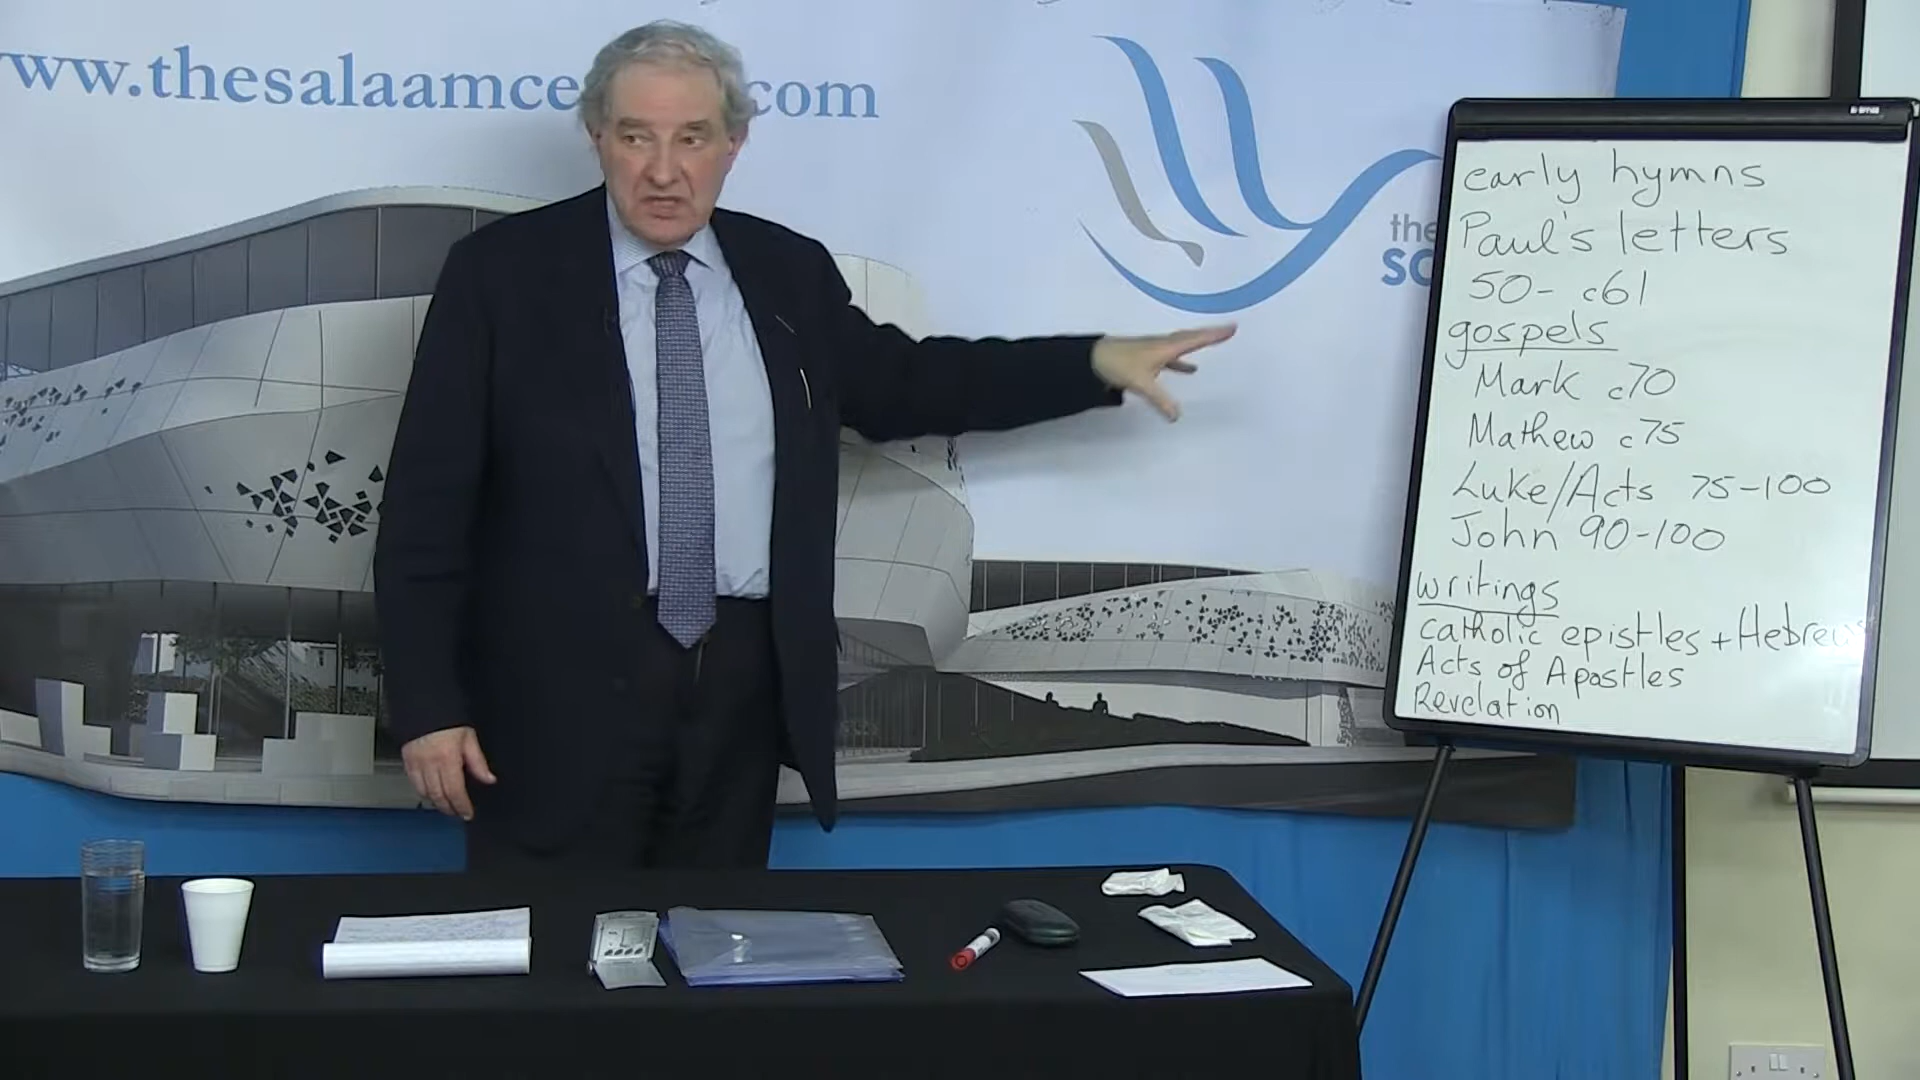 www.thesalaamce com
the
sc
early hymns
Paul's letters
50- c61
gospels
Mark c70
Mathew c75
Luke/Acts 75-100
John 90-100
writings
catholic epistles + Hebrews
Acts of Apostles
Revelation